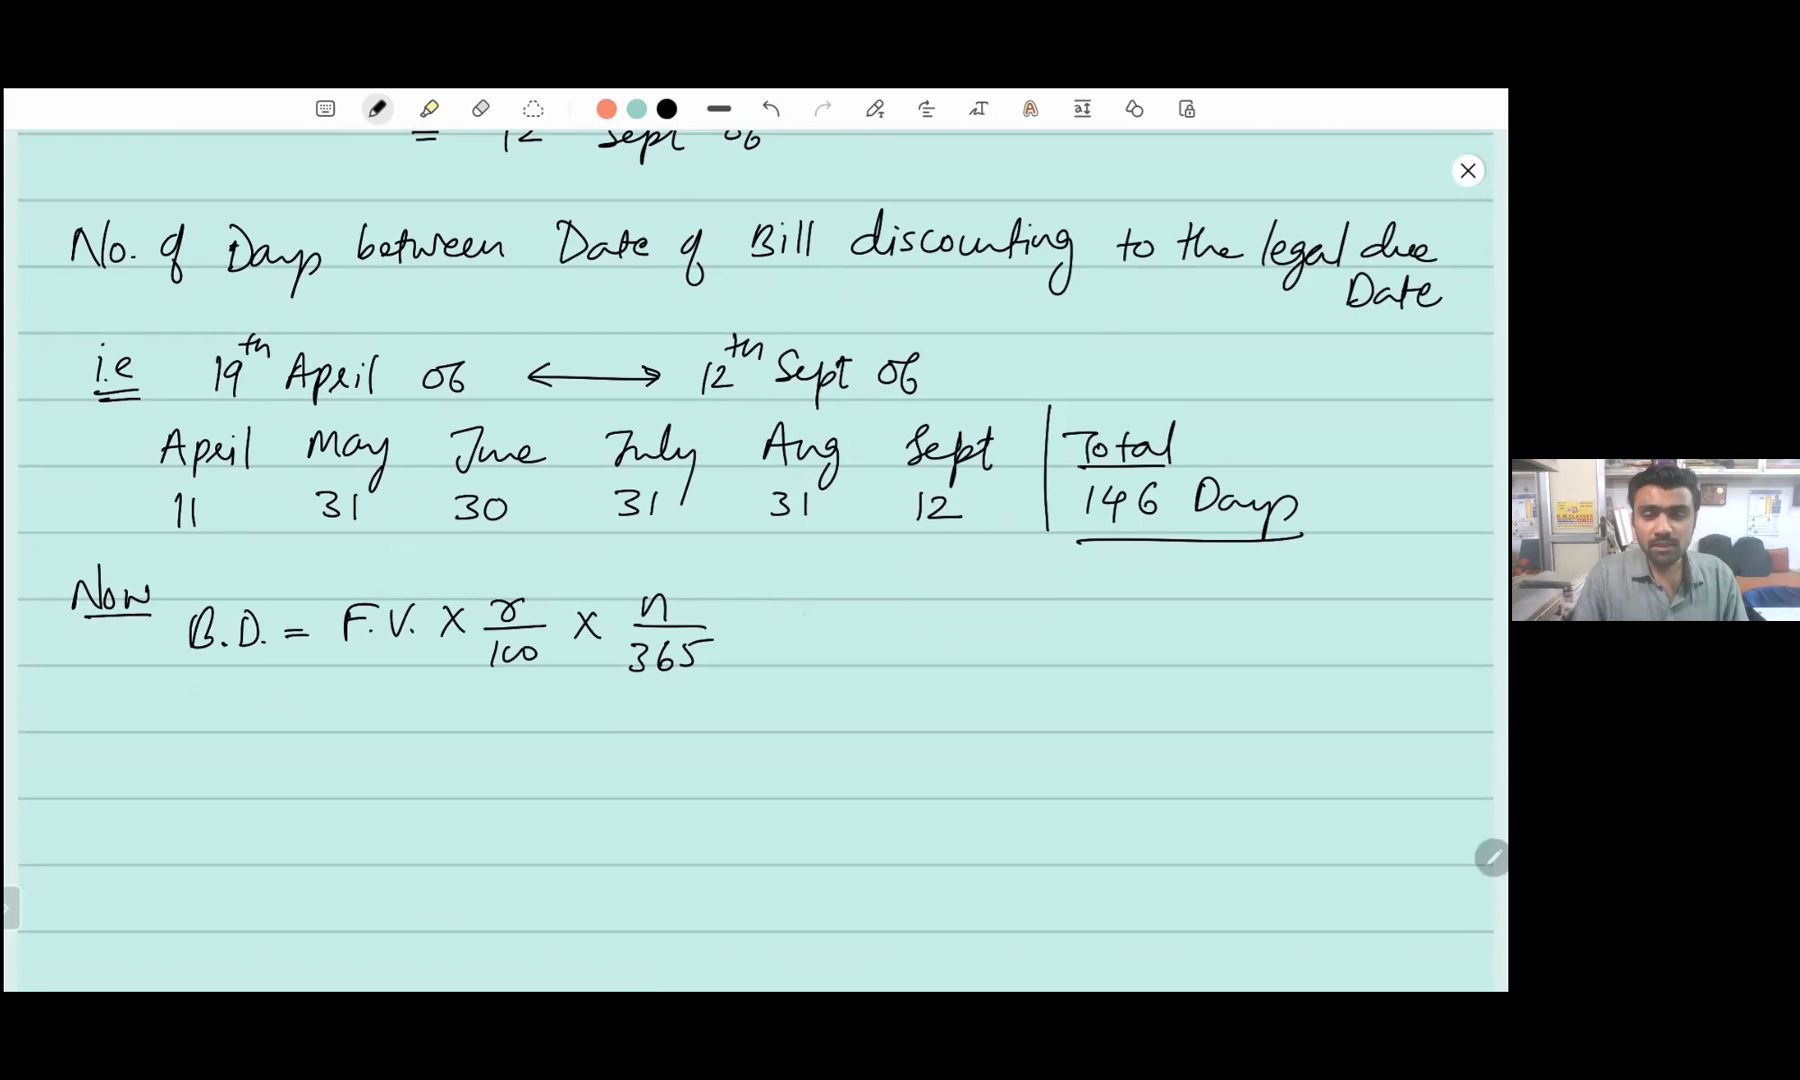 = 12 Sept 06
No. of Days between Date of Bill discounting to the legal due
Date
i.e 19th April 06 ⟷ 12th Sept 06
April May June July Aug Sept Total
11 31 30 31 31 12 146 Days
Now
B.D. = F.V. × r/100 × n/365